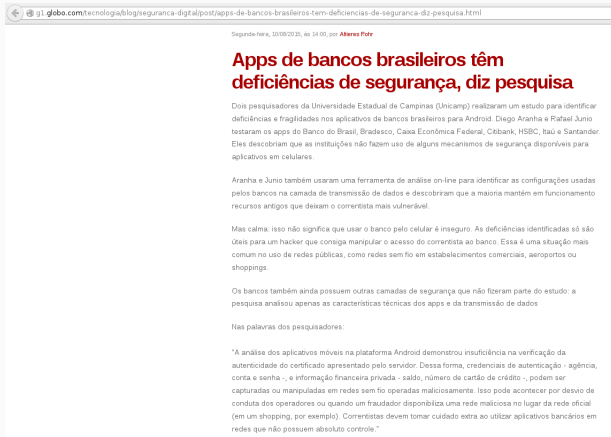 g1.globo.com/tecnologia/blog/seguranca-digital/post/apps-de-bancos-brasileiros-tem-deficiencias-de-seguranca-diz-pesquisa.html
Segunda-feira, 10/08/2015, às 14:00, por Altieres Rohr
Apps de bancos brasileiros têm
deficiências de segurança, diz pesquisa
Dois pesquisadores da Universidade Estadual de Campinas (Unicamp) realizaram um estudo para identificar
deficiências e fragilidades nos aplicativos de bancos brasileiros para Android. Diego Aranha e Rafael Junio
testaram os apps do Banco do Brasil, Bradesco, Caixa Econômica Federal, Citibank, HSBC, Itaú e Santander.
Eles descobriam que as instituições não fazem uso de alguns mecanismos de segurança disponíveis para
aplicativos em celulares.
Aranha e Junio também usaram uma ferramenta de análise on-line para identificar as configurações usadas
pelos bancos na camada de transmissão de dados e descobriram que a maioria mantém em funcionamento
recursos antigos que deixam o correntista mais vulnerável.
Mas calma: isso não significa que usar o banco pelo celular é inseguro. As deficiências identificadas só são
úteis para um hacker que consiga manipular o acesso do correntista ao banco. Essa é uma situação mais
comum no uso de redes públicas, como redes sem fio em estabelecimentos comerciais, aeroportos ou
shoppings.
Os bancos também ainda possuem outras camadas de segurança que não fizeram parte do estudo: a
pesquisa analisou apenas as características técnicas dos apps e da transmissão de dados
Nas palavras dos pesquisadores:
"A análise dos aplicativos móveis na plataforma Android demonstrou insuficiência na verificação da
autenticidade do certificado apresentado pelo servidor. Dessa forma, credenciais de autenticação - agência,
conta e senha -, e informação financeira privada - saldo, número de cartão de crédito -, podem ser
capturadas ou manipuladas em redes sem fio operadas maliciosamente. Isso pode acontecer por desvio de
conduta dos operadores ou quando um fraudador disponibiliza uma rede maliciosa no lugar da rede oficial
(em um shopping, por exemplo). Correntistas devem tomar cuidado extra ao utilizar aplicativos bancários em
redes que não possuem absoluto controle."